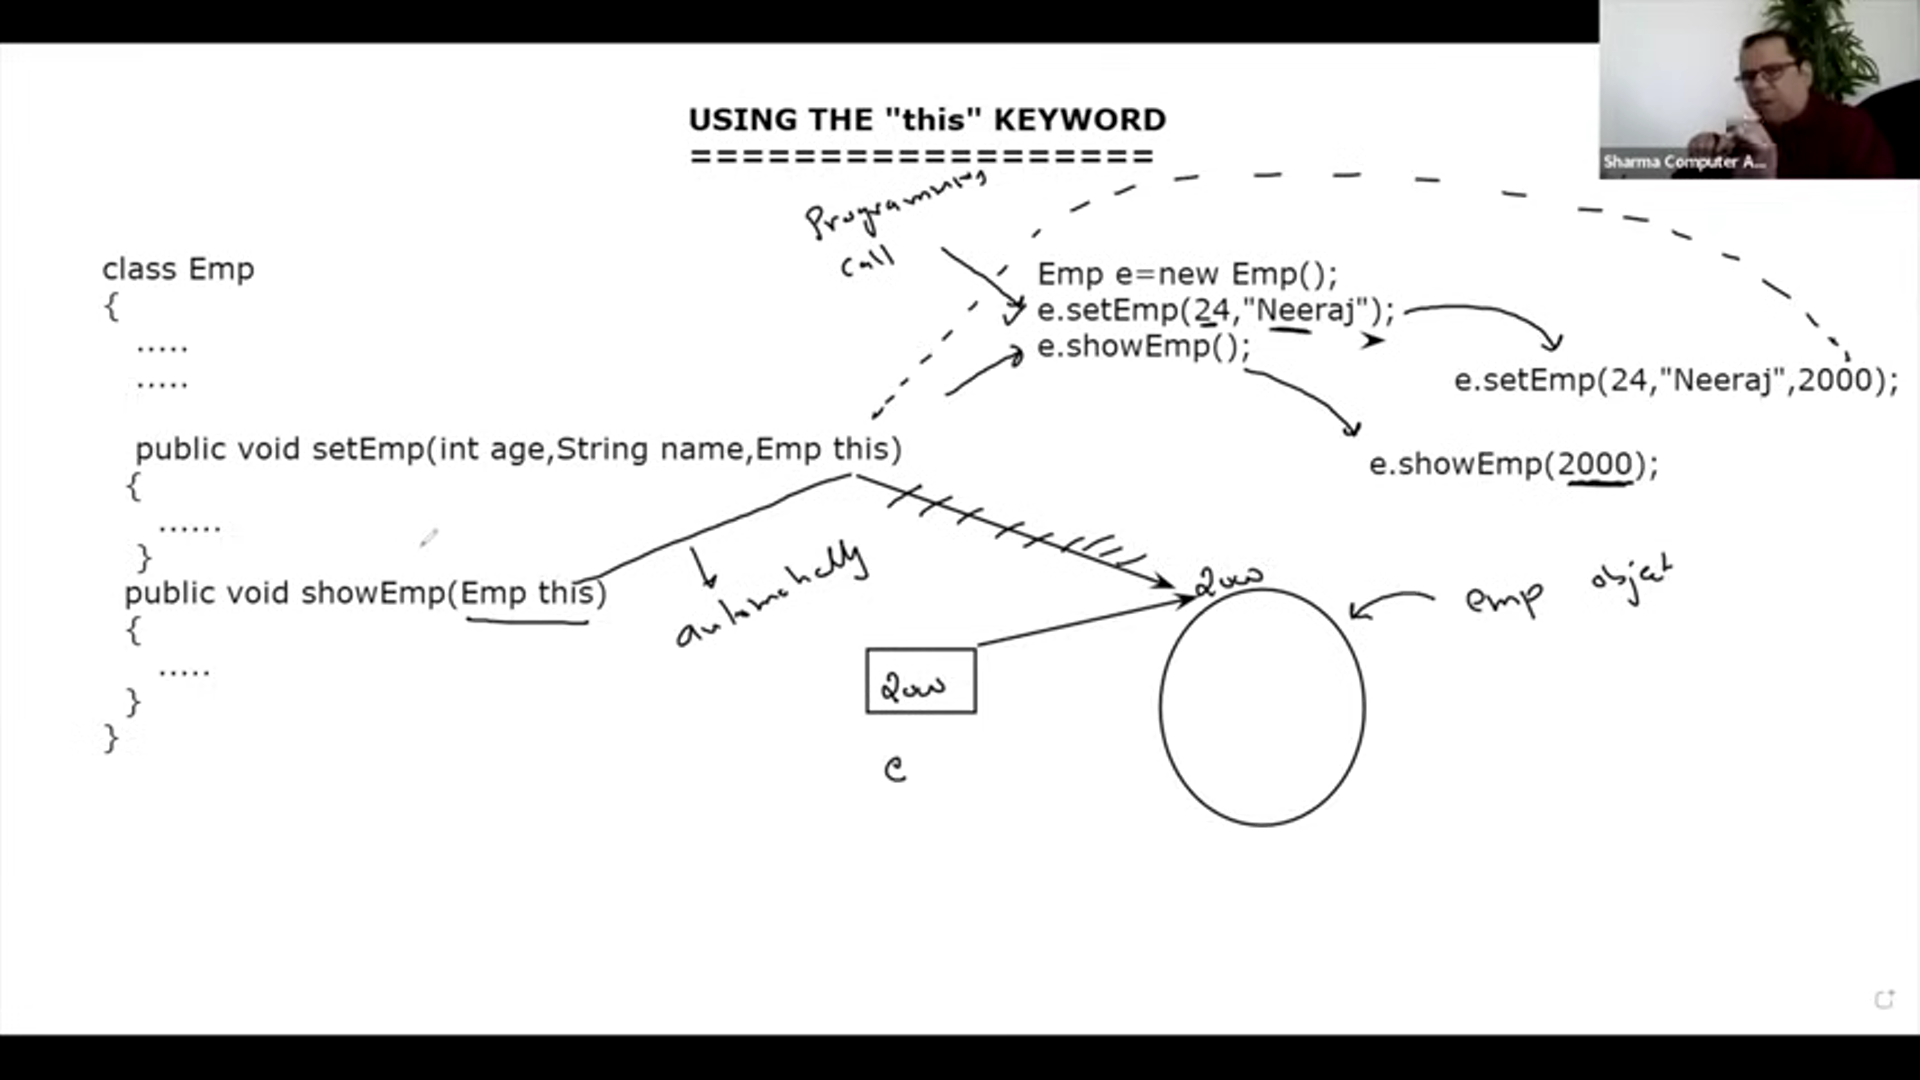 USING THE "this" KEYWORD
==================
Sharma Computer A...
Programmers
call
class Emp
{
.....
.....
public void setEmp(int age,String name,Emp this)
{
......
}
public void showEmp(Emp this)
{
.....
}
}
Emp e=new Emp();
e.setEmp(24,"Neeraj");
e.showEmp();
e.setEmp(24,"Neeraj",2000);
e.showEmp(2000);
automatically
2000
emp object
2000
e